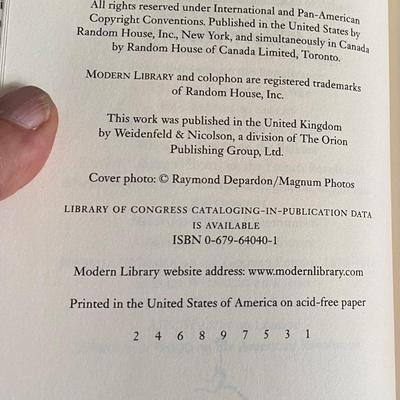 All rights reserved under International and Pan-American
Copyright Conventions. Published in the United States by
Random House, Inc., New York, and simultaneously in Canada
by Random House of Canada Limited, Toronto.
MODERN LIBRARY and colophon are registered trademarks
of Random House, Inc.
This work was published in the United Kingdom
by Weidenfeld & Nicolson, a division of The Orion
Publishing Group, Ltd.
Cover photo: © Raymond Depardon/Magnum Photos
LIBRARY OF CONGRESS CATALOGING-IN-PUBLICATION DATA
IS AVAILABLE
ISBN 0-679-64040-1
Modern Library website address: www.modernlibrary.com
Printed in the United States of America on acid-free paper
2 4 6 8 9 7 5 3 1